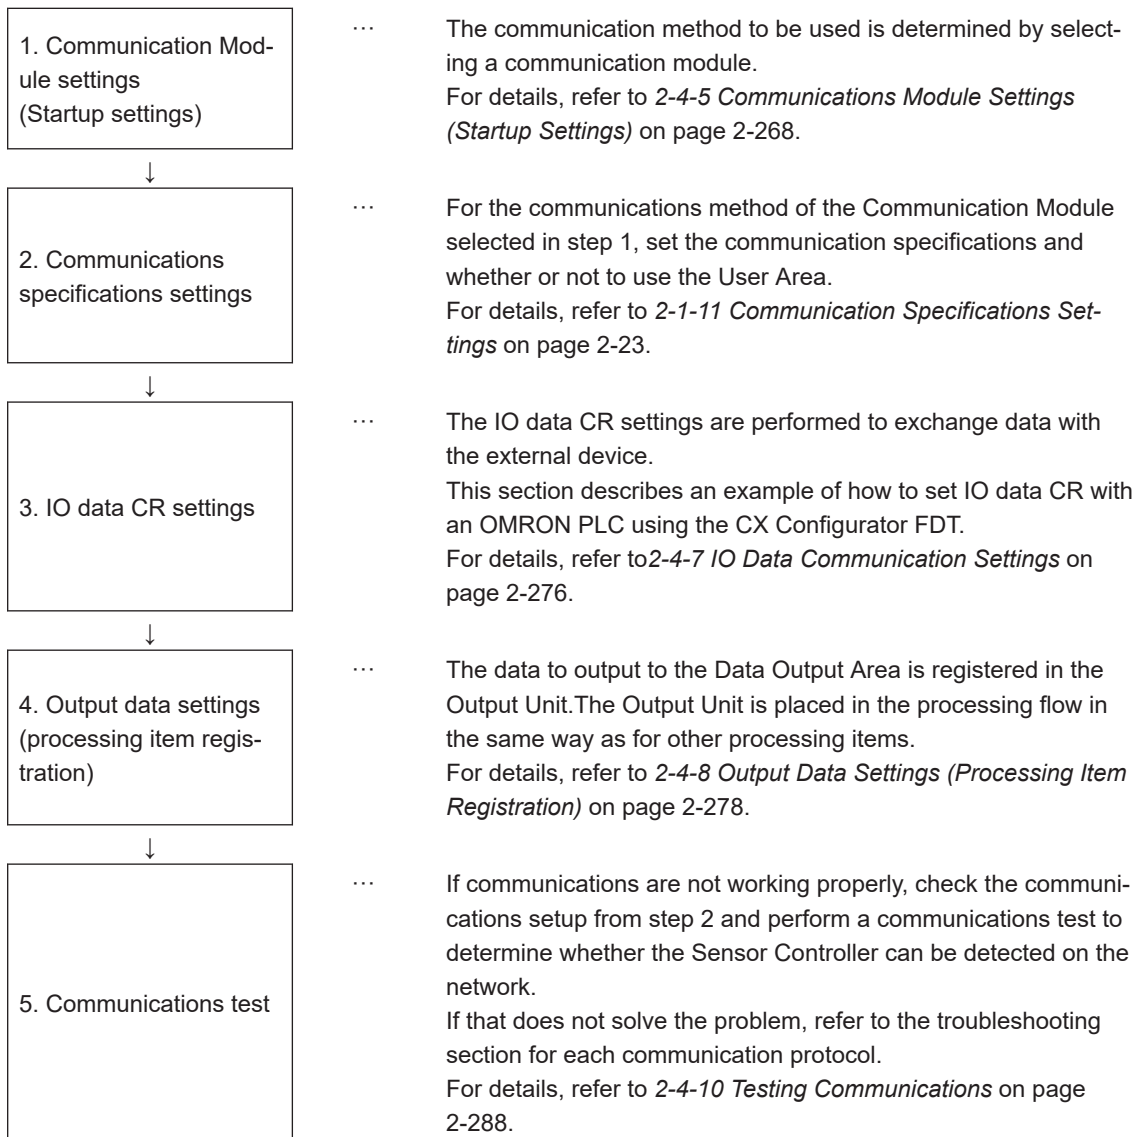 1. Communication Mod-
ule settings
(Startup settings)
…
The communication method to be used is determined by select-
ing a communication module.
For details, refer to 2-4-5 Communications Module Settings
(Startup Settings) on page 2-268.
↓
2. Communications
specifications settings
…
For the communications method of the Communication Module
selected in step 1, set the communication specifications and
whether or not to use the User Area.
For details, refer to 2-1-11 Communication Specifications Set-
tings on page 2-23.
↓
3. IO data CR settings
…
The IO data CR settings are performed to exchange data with
the external device.
This section describes an example of how to set IO data CR with
an OMRON PLC using the CX Configurator FDT.
For details, refer to2-4-7 IO Data Communication Settings on
page 2-276.
↓
4. Output data settings
(processing item regis-
tration)
…
The data to output to the Data Output Area is registered in the
Output Unit.The Output Unit is placed in the processing flow in
the same way as for other processing items.
For details, refer to 2-4-8 Output Data Settings (Processing Item
Registration) on page 2-278.
↓
5. Communications test
…
If communications are not working properly, check the communi-
cations setup from step 2 and perform a communications test to
determine whether the Sensor Controller can be detected on the
network.
If that does not solve the problem, refer to the troubleshooting
section for each communication protocol.
For details, refer to 2-4-10 Testing Communications on page
2-288.